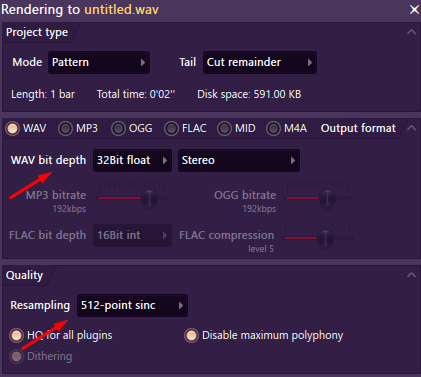 Rendering to untitled.wav
Project type
Mode Pattern Tail Cut remainder
Length: 1 bar Total time: 0'02'' Disk space: 591.00 KB
WAV MP3 OGG FLAC MID M4A Output format
WAV bit depth 32Bit float Stereo
MP3 bitrate OGG bitrate
192kbps 192kbps
FLAC bit depth 16Bit int FLAC compression
level 5
Quality
Resampling 512-point sinc
HQ for all plugins Disable maximum polyphony
Dithering